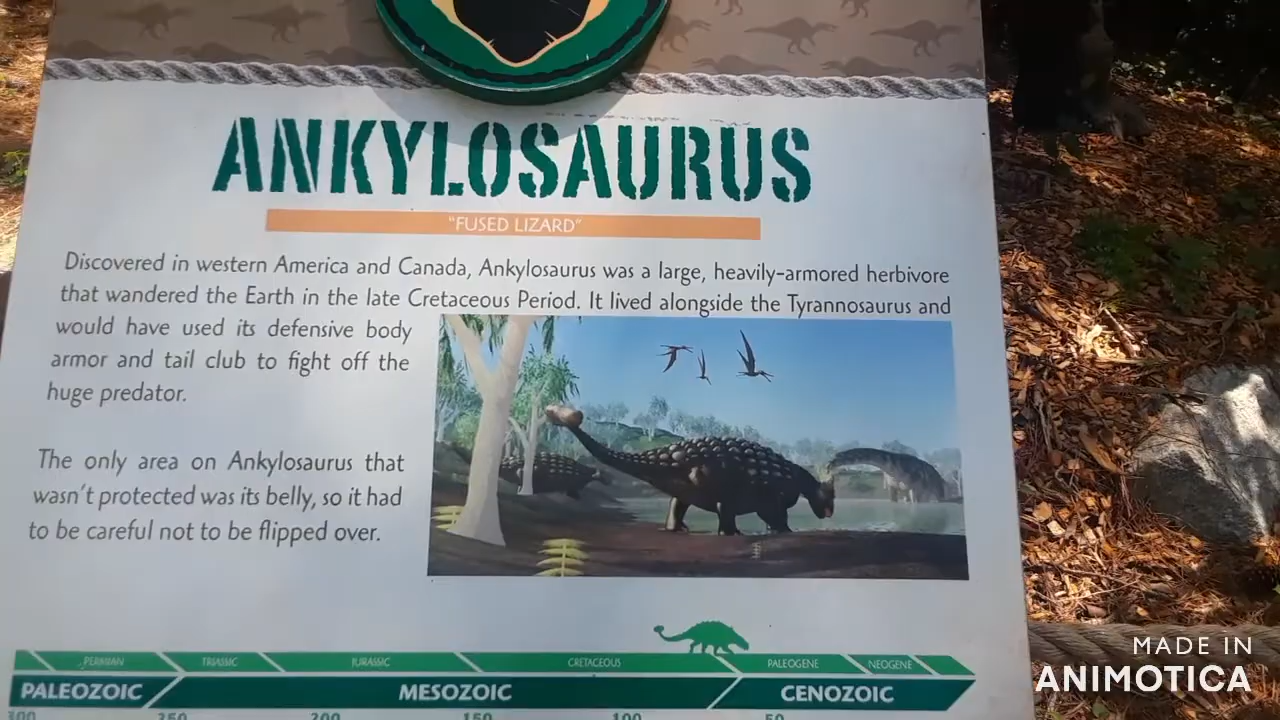 ANKYLOSAURUS
"FUSED LIZARD"
Discovered in western America and Canada, Ankylosaurus was a large, heavily-armored herbivore
that wandered the Earth in the late Cretaceous Period. It lived alongside the Tyrannosaurus and
would have used its defensive body
armor and tail club to fight off the
huge predator.
The only area on Ankylosaurus that
wasn't protected was its belly, so it had
to be careful not to be flipped over.
PERMIAN TRIASSIC JURASSIC CRETACEOUS PALEOGENE NEOGENE
PALEOZOIC MESOZOIC CENOZOIC
300 250 200 150 100 50
MADE IN
ANIMOTICA